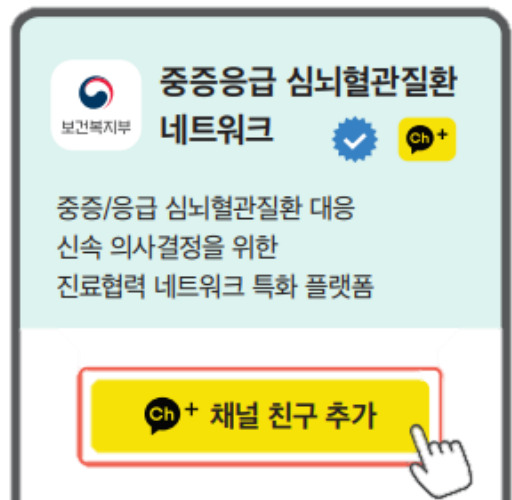 보건복지부
중증응급 심뇌혈관질환
네트워크
Ch+
중증/응급 심뇌혈관질환 대응
신속 의사결정을 위한
진료협력 네트워크 특화 플랫폼
Ch+ 채널 친구 추가